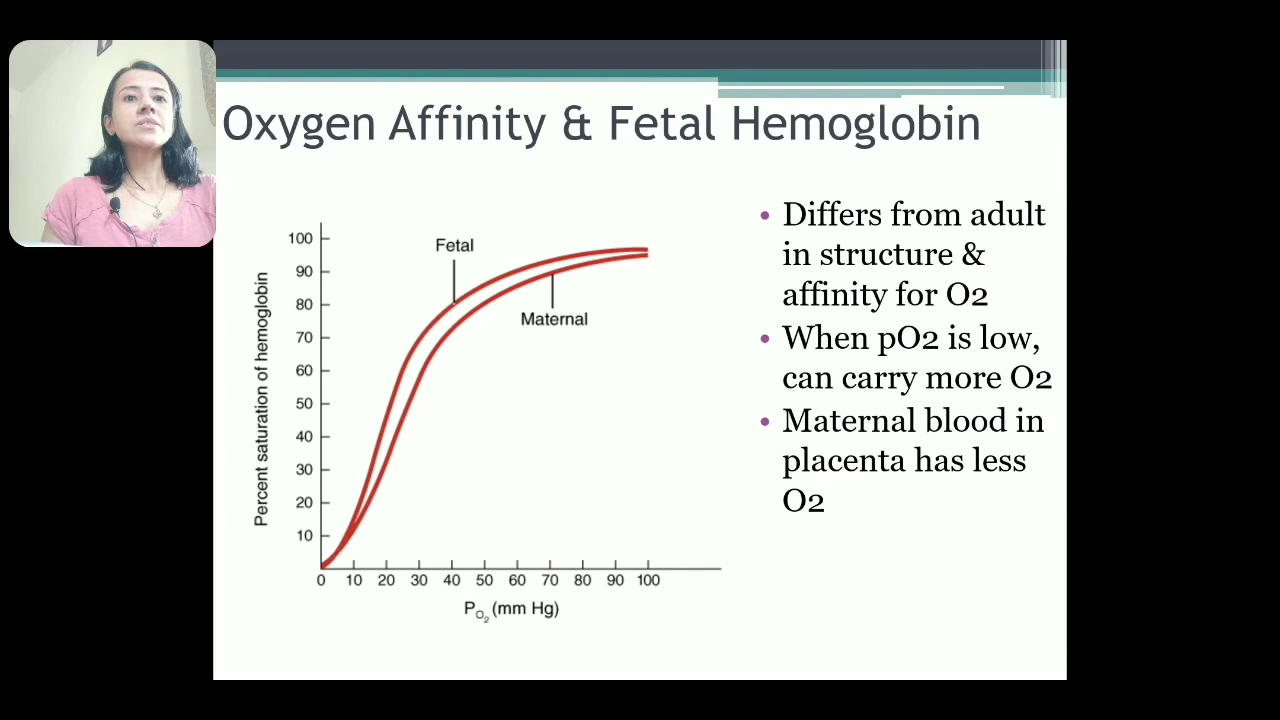 Oxygen Affinity & Fetal Hemoglobin
Percent saturation of hemoglobin
100
90
80
70
60
50
40
30
20
10
Fetal
Maternal
0 10 20 30 40 50 60 70 80 90 100
PO2 (mm Hg)
• Differs from adult
in structure &
affinity for O2
• When pO2 is low,
can carry more O2
• Maternal blood in
placenta has less
O2